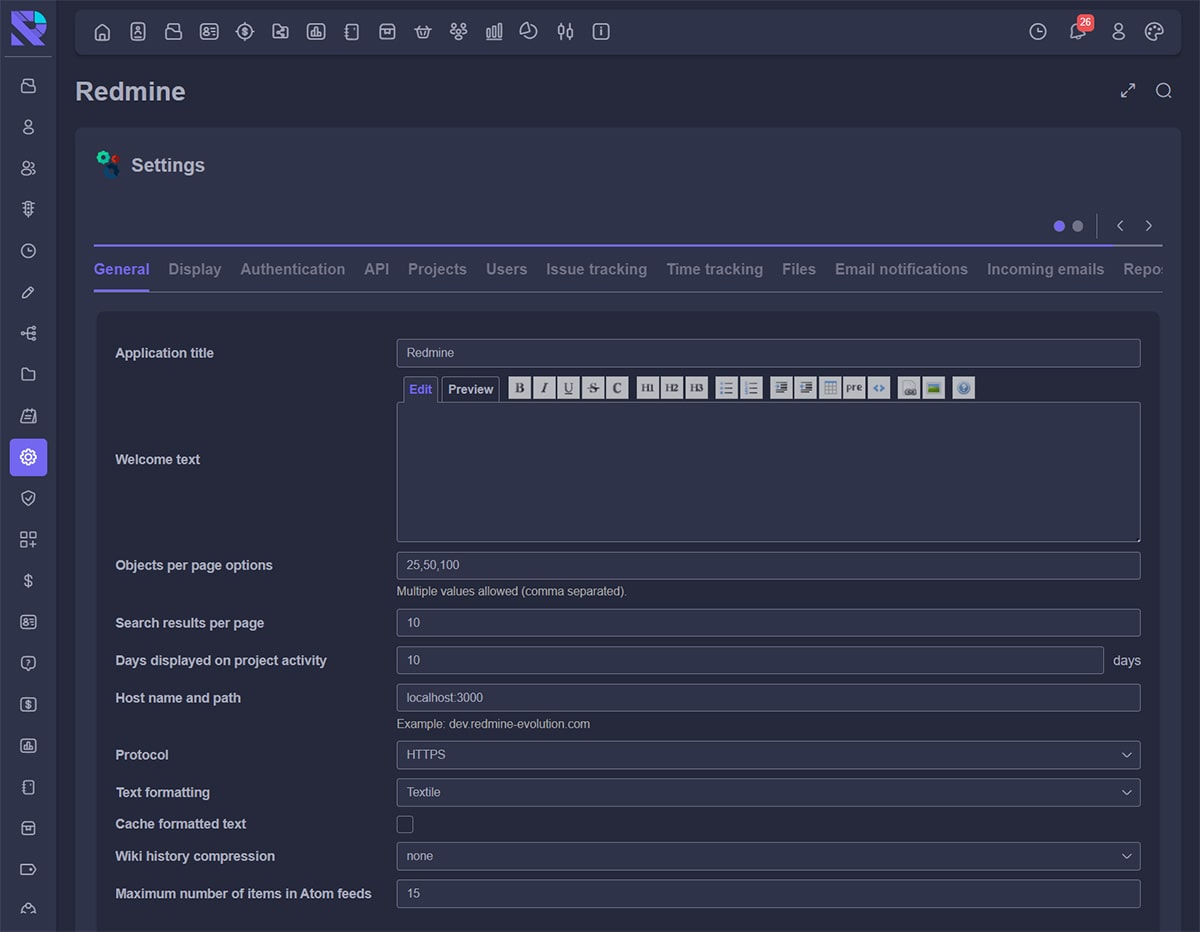 26
Redmine
Settings
General Display Authentication API Projects Users Issue tracking Time tracking Files Email notifications Incoming emails Repos
Application title Redmine
Edit Preview B I U S C H1 H2 H3 pre
Welcome text
Objects per page options 25,50,100
Multiple values allowed (comma separated).
Search results per page 10
Days displayed on project activity 10 days
Host name and path localhost:3000
Example: dev.redmine-evolution.com
Protocol HTTPS
Text formatting Textile
Cache formatted text
Wiki history compression none
Maximum number of items in Atom feeds 15